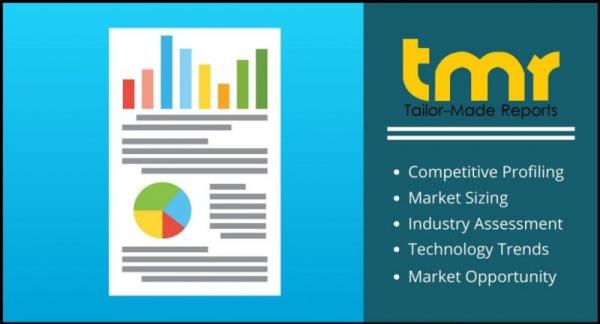 tmr
Tailor-Made Reports
Competitive Profiling
Market Sizing
Industry Assessment
Technology Trends
Market Opportunity